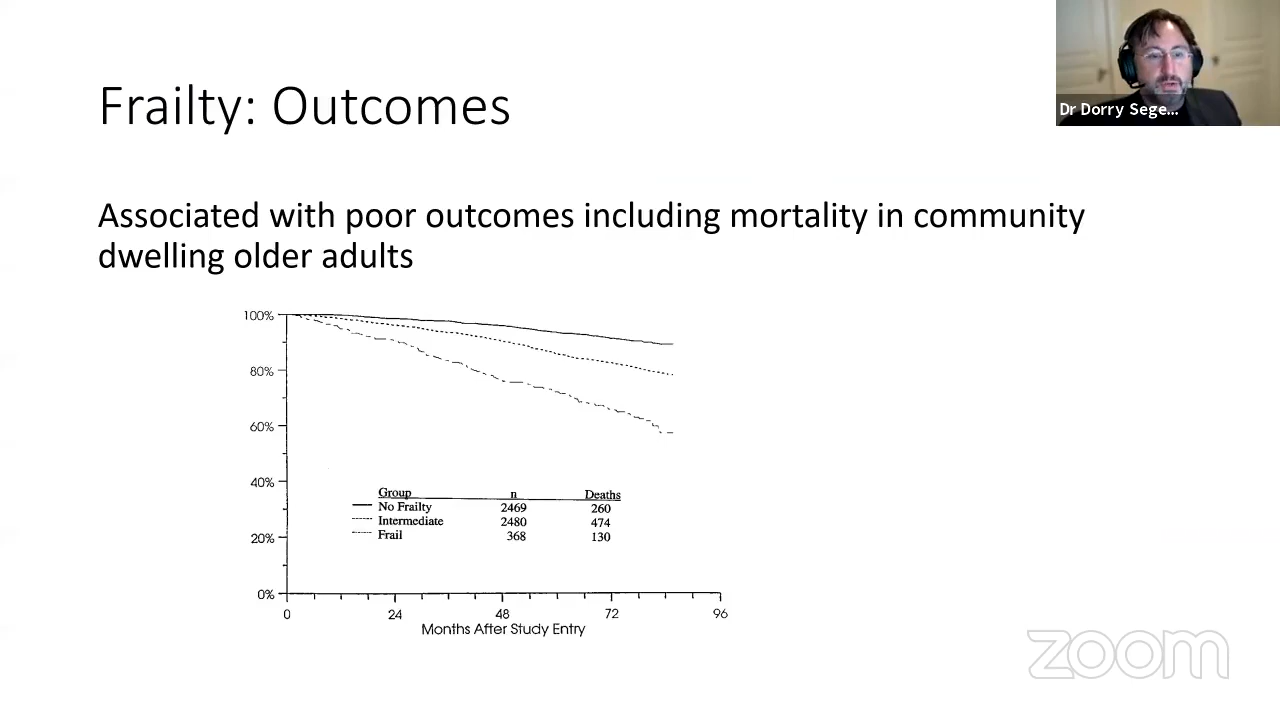 Frailty: Outcomes
Dr Dorry Sege...
Associated with poor outcomes including mortality in community
dwelling older adults
100%
80%
60%
40%
20%
0%
Group n Deaths
No Frailty 2469 260
Intermediate 2480 474
Frail 368 130
0 24 48 72 96
Months After Study Entry
zoom